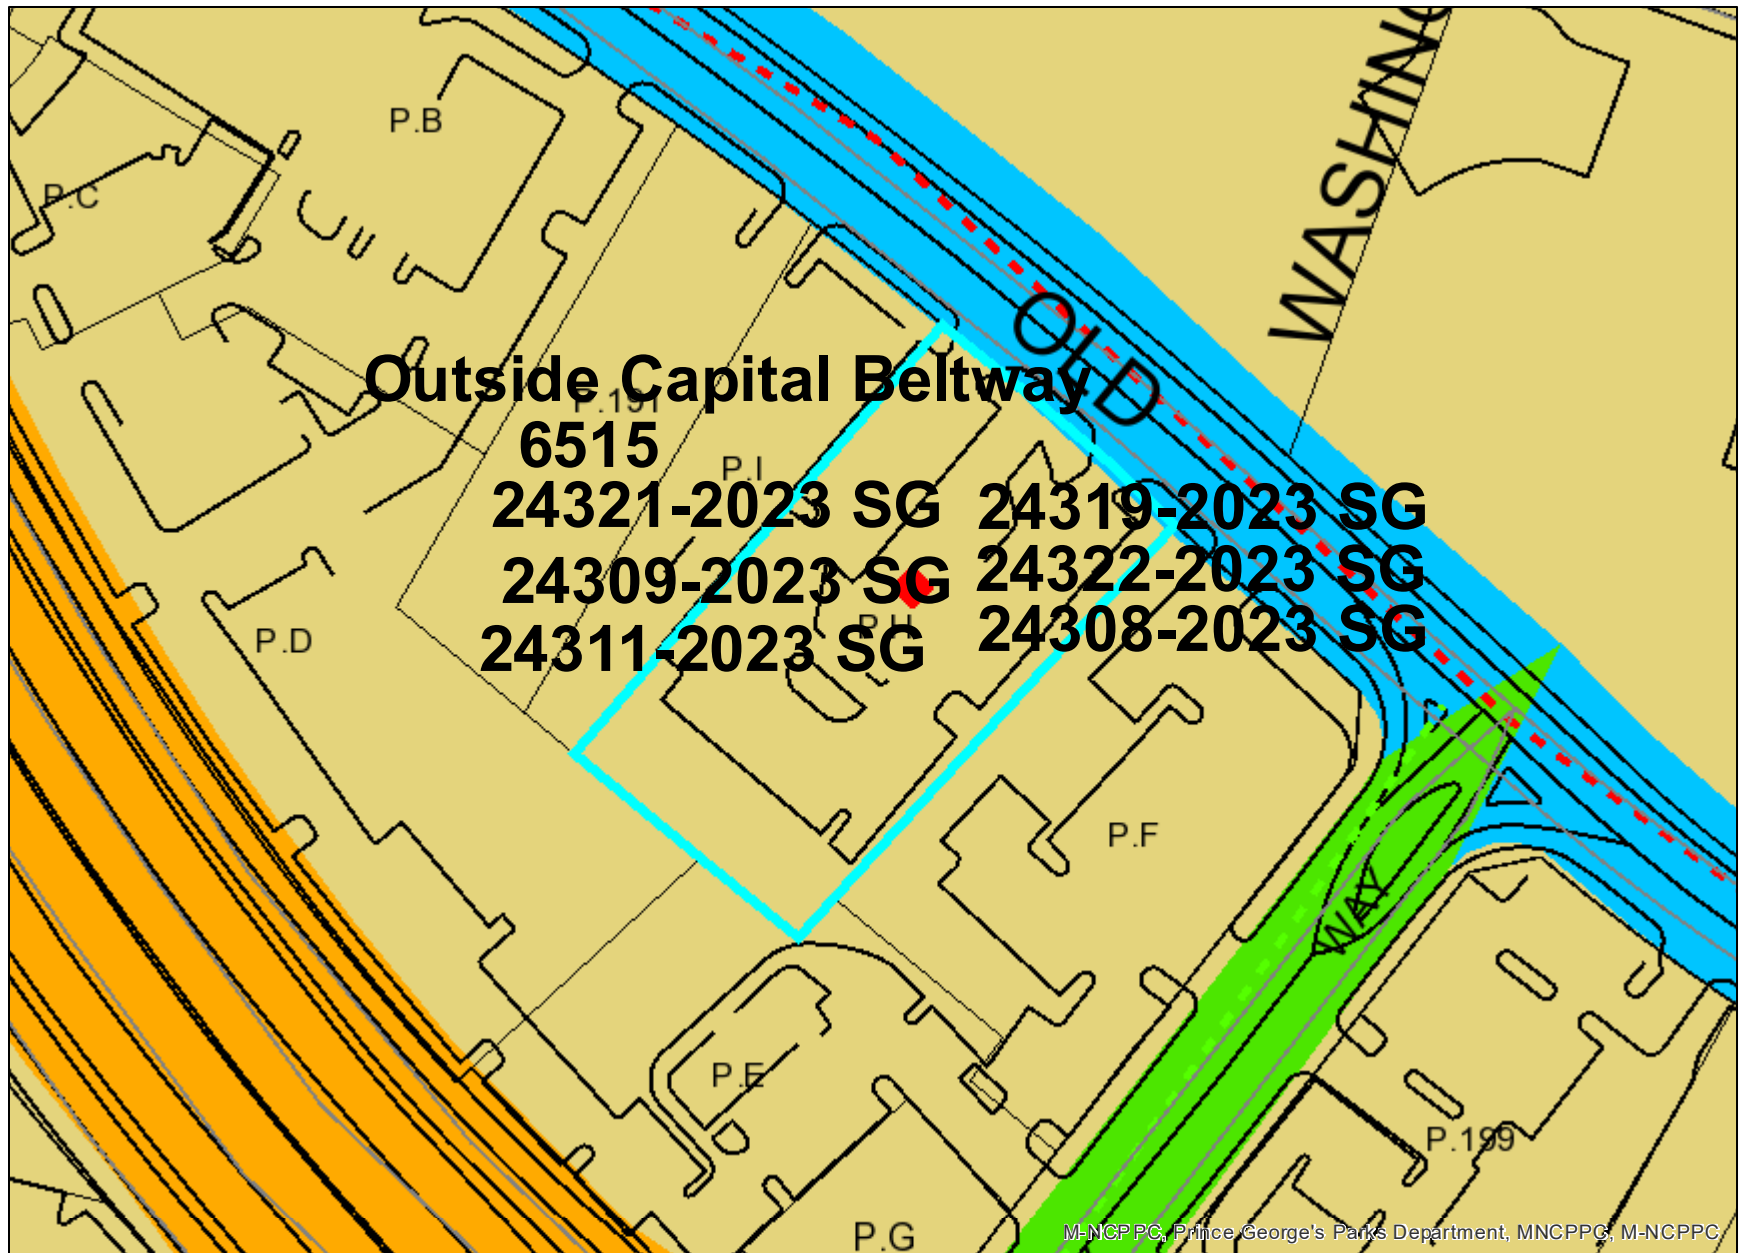 WASHING
P.B
P.C
OLD
Outside Capital Beltway
P.191
6515
P.I
24321-2023 SG
24319-2023 SG
24309-2023 SG
24322-2023 SG
P.H
24311-2023 SG
24308-2023 SG
P.D
P.F
WAY
P.E
P.199
P.G
M-NCPPC, Prince George's Parks Department, MNCPPC, M-NCPPC